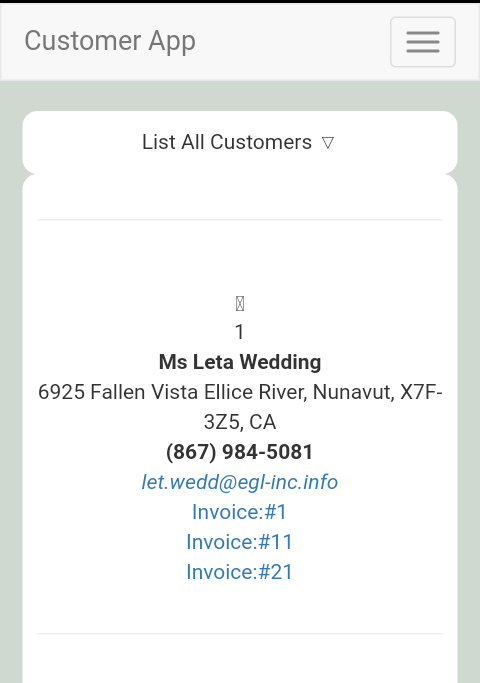 Customer App
List All Customers ▽
1
Ms Leta Wedding
6925 Fallen Vista Ellice River, Nunavut, X7F-
3Z5, CA
(867) 984-5081
let.wedd@egl-inc.info
Invoice:#1
Invoice:#11
Invoice:#21